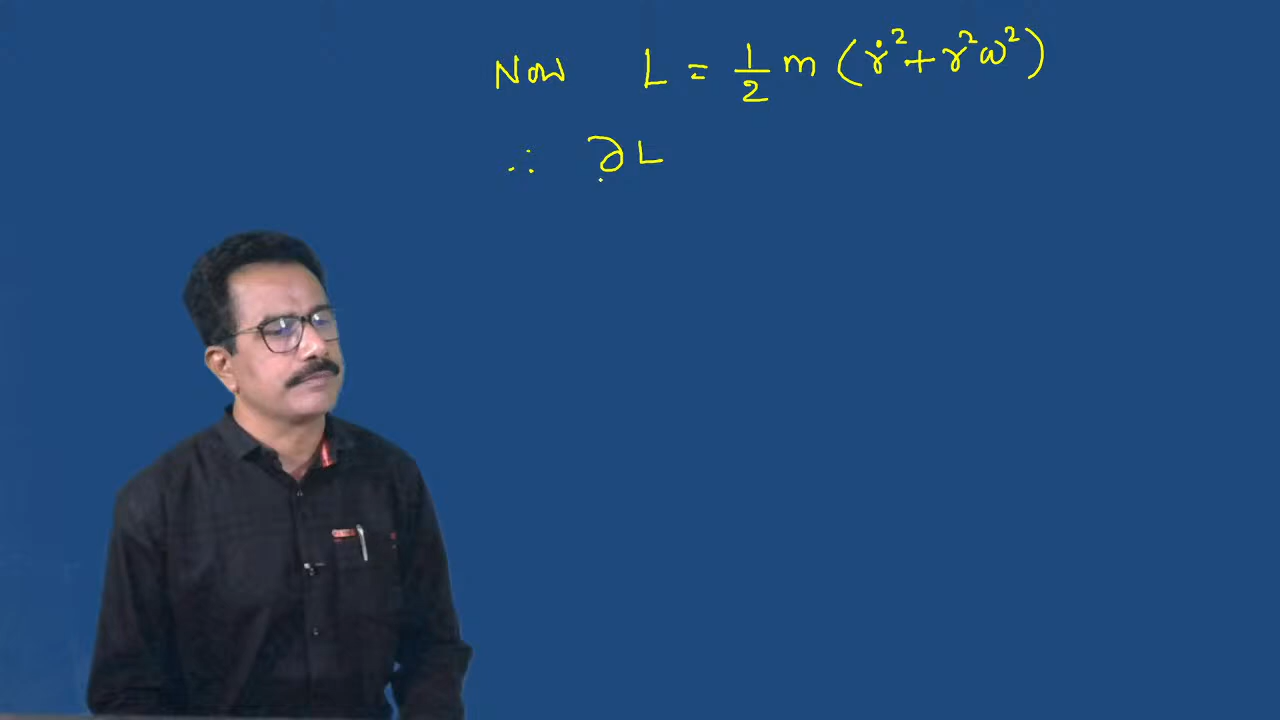 Now L = 1/2 m (ṙ² + r²ω²)
∴ ∂L